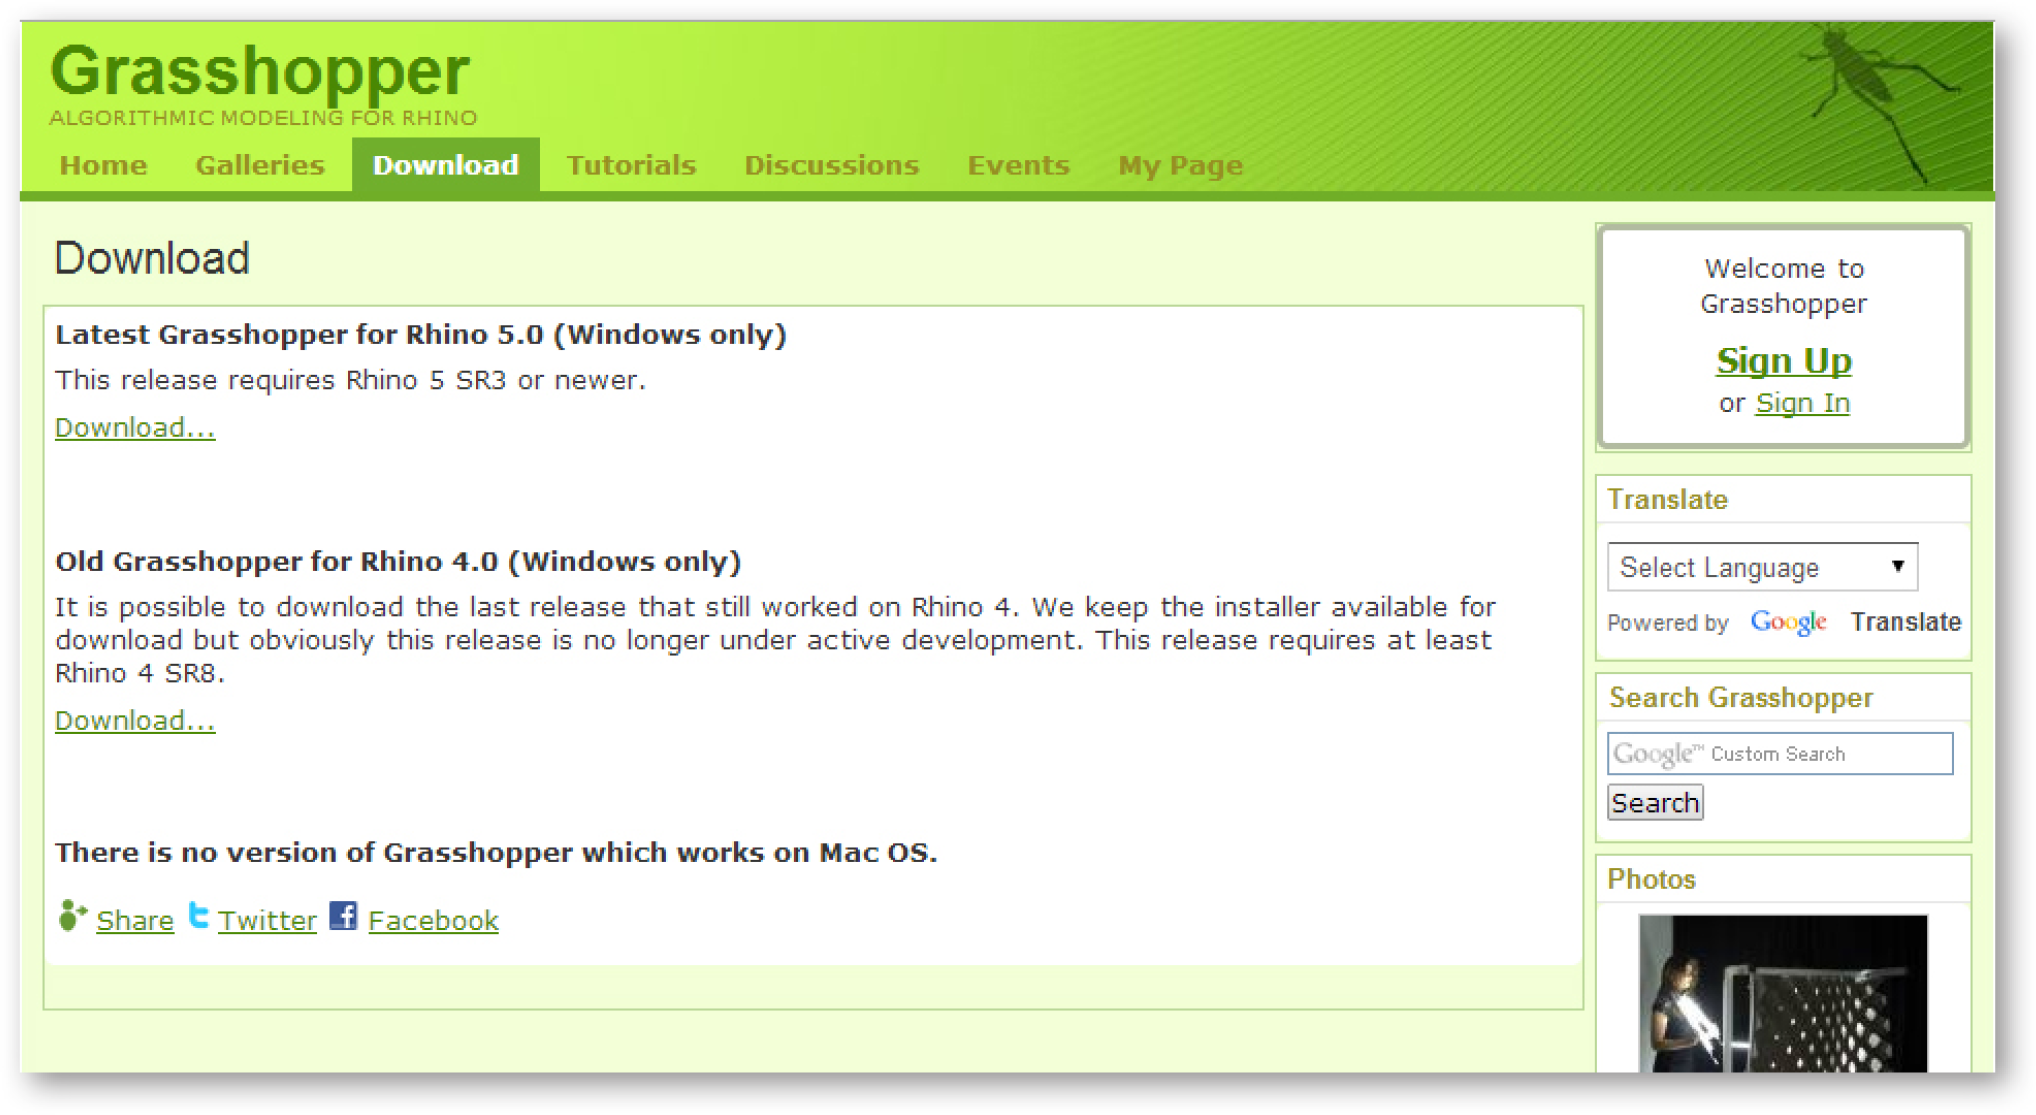 Grasshopper
ALGORITHMIC MODELING FOR RHINO
Home Galleries Download Tutorials Discussions Events My Page
Download
Latest Grasshopper for Rhino 5.0 (Windows only)
This release requires Rhino 5 SR3 or newer.
Download...
Old Grasshopper for Rhino 4.0 (Windows only)
It is possible to download the last release that still worked on Rhino 4. We keep the installer available for
download but obviously this release is no longer under active development. This release requires at least
Rhino 4 SR8.
Download...
There is no version of Grasshopper which works on Mac OS.
Share Twitter Facebook
Welcome to
Grasshopper
Sign Up
or Sign In
Translate
Select Language
Powered by Google Translate
Search Grasshopper
Google™ Custom Search
Search
Photos